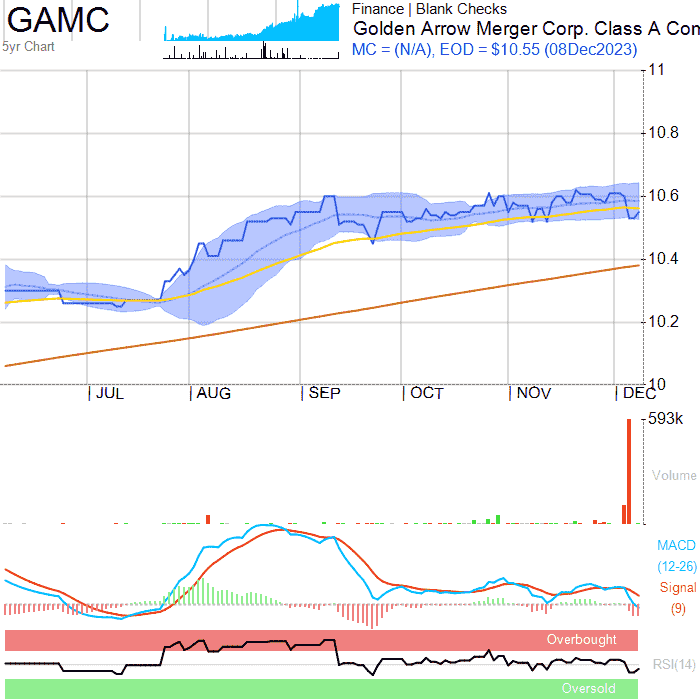 GAMC
5yr Chart
Finance | Blank Checks
Golden Arrow Merger Corp. Class A Con
MC = (N/A), EOD = $10.55 (08Dec2023)
11
10.8
10.6
10.4
10.2
10
JUL AUG SEP OCT NOV DEC
593k
Volume
MACD
(12-26)
Signal
(9)
Overbought
RSI(14)
Oversold